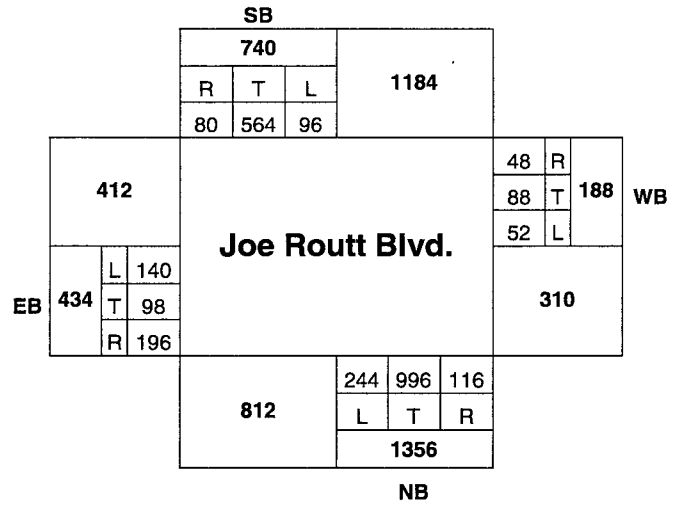 SB
740
1184
R T L
80 564 96
48 R
412
88 T 188 WB
52 L
Joe Routt Blvd.
L 140
EB 434 T 98
310
R 196
244 996 116
812
L T R
1356
NB